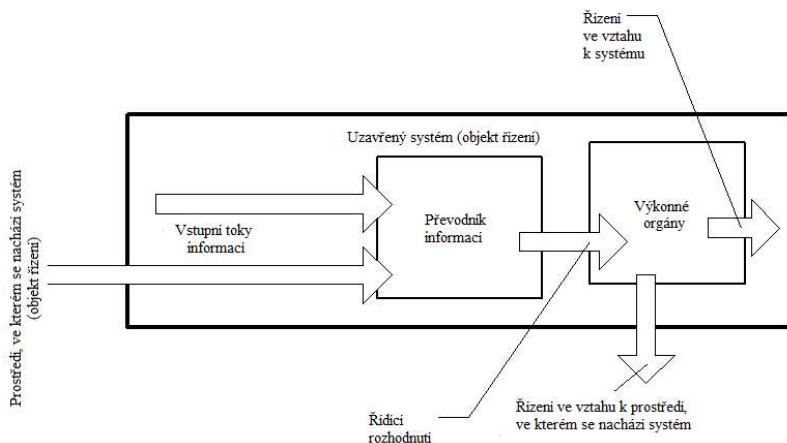 Řízení
ve vztahu
k systému
Uzavřený systém (objekt řízení)
Prostředí, ve kterém se nachází systém
(objekt řízení)
Vstupní toky
informací
Převodník
informací
Výkonné
orgány
Řídící
rozhodnutí
Řízení ve vztahu k prostředí,
ve kterém se nachází systém